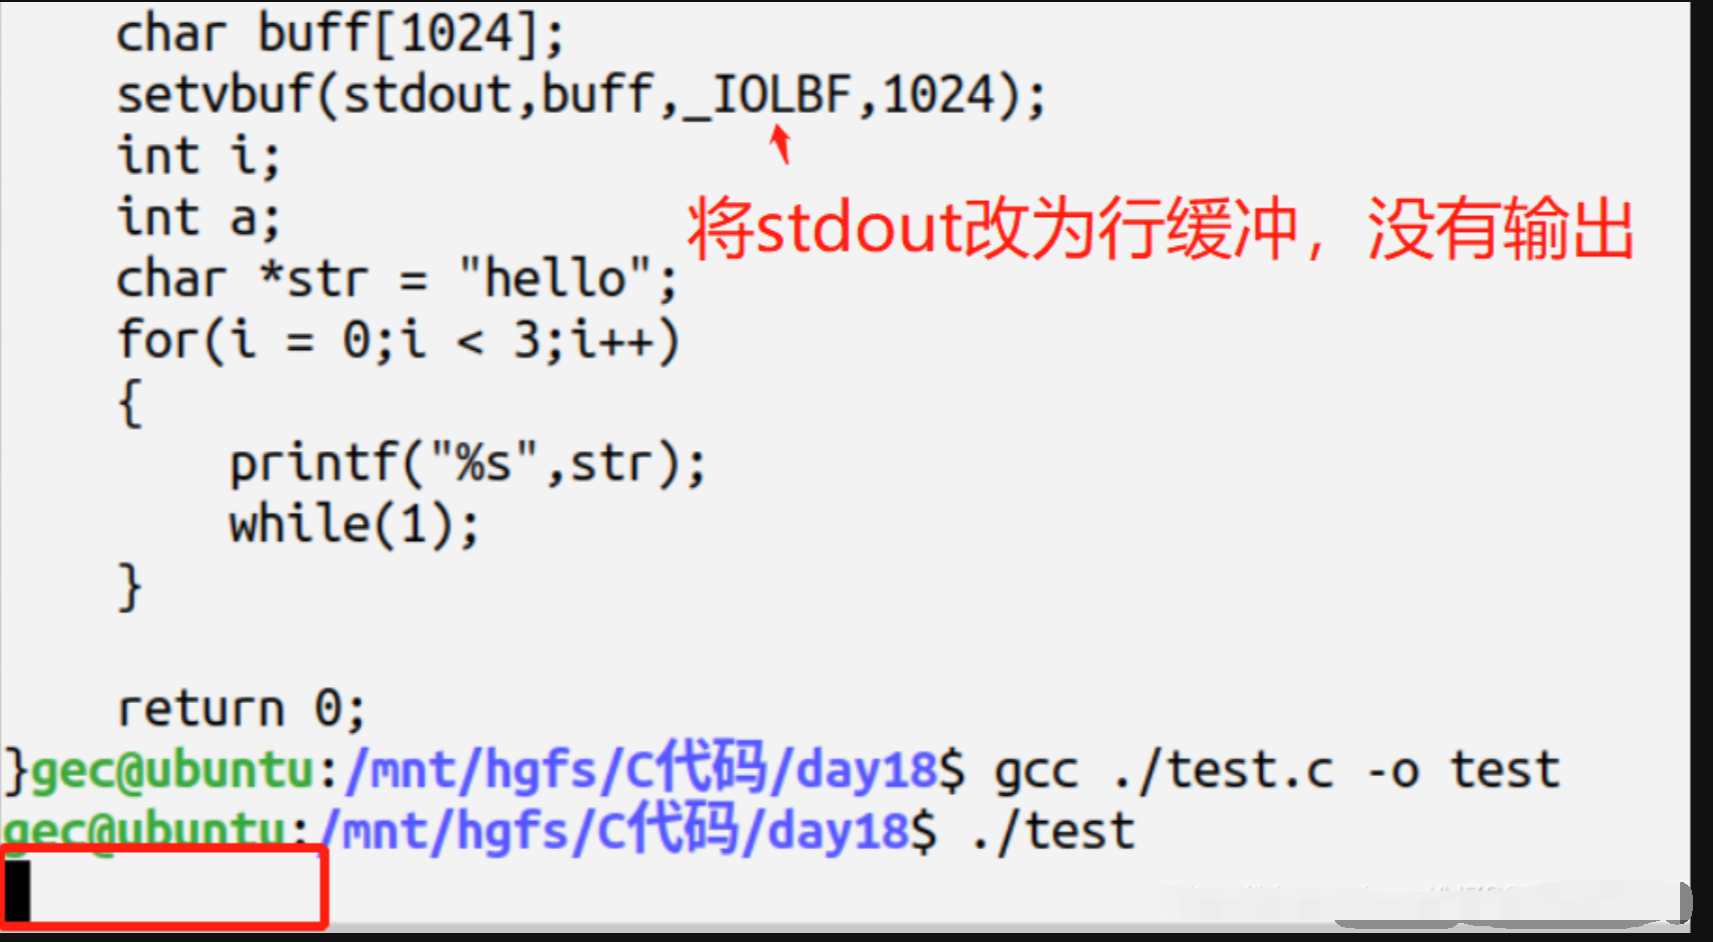 char buff[1024];
setvbuf(stdout,buff,_IOLBF,1024);
int i;
int a;
将stdout改为行缓冲，没有输出
char *str = "hello";
for(i = 0;i < 3;i++)
{
printf("%s",str);
while(1);
}
return 0;
}gec@ubuntu:/mnt/hgfs/C代码/day18$ gcc ./test.c -o test
gec@ubuntu:/mnt/hgfs/C代码/day18$ ./test